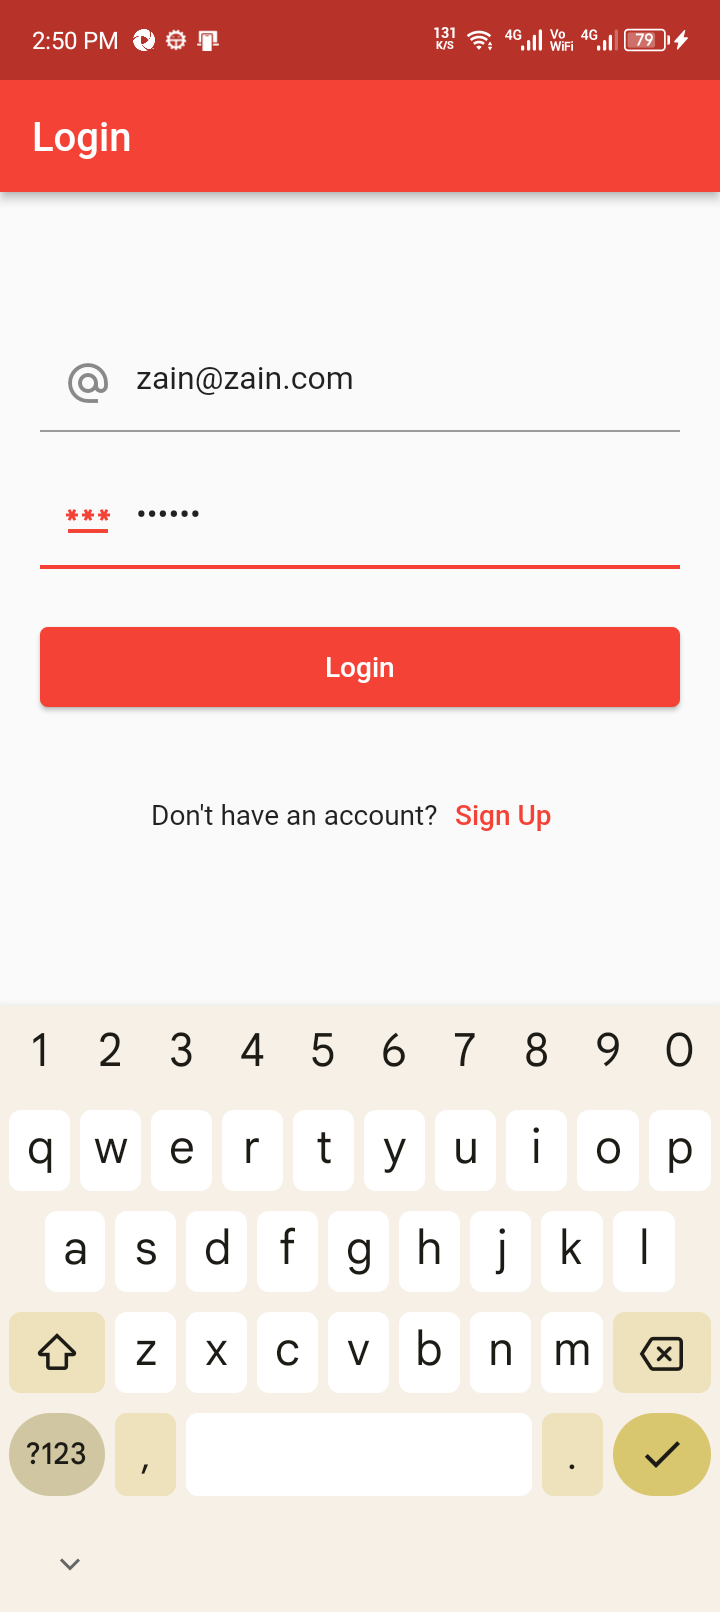 2:50 PM 131 K/S 4G Vo WiFi 4G 79
Login
zain@zain.com
***  ••••••
Login
Don't have an account? Sign Up
1 2 3 4 5 6 7 8 9 0
q w e r t y u i o p
a s d f g h j k l
z x c v b n m
?123 , .